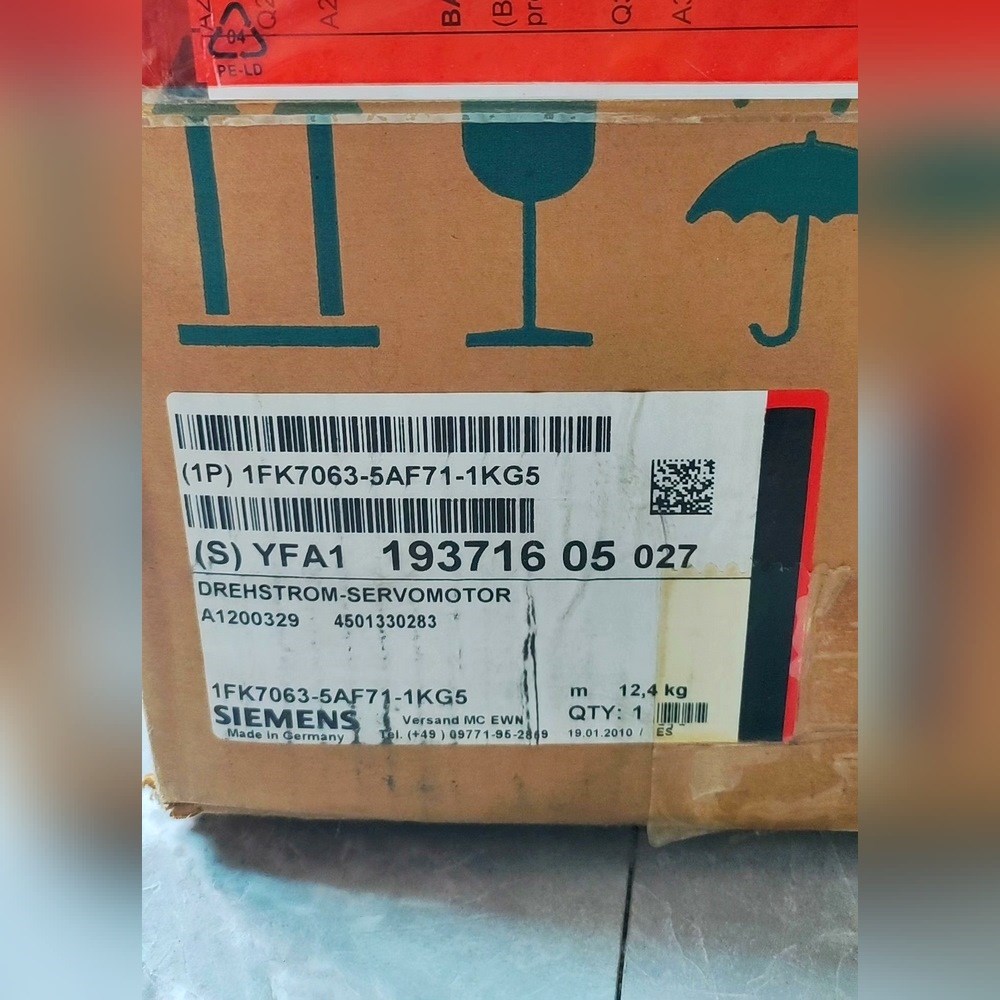 04
PE-LD
(1P) 1FK7063-5AF71-1KG5
(S) YFA1 193716 05 027
DREHSTROM-SERVOMOTOR
A1200329 4501330283
1FK7063-5AF71-1KG5
m 12,4 kg
SIEMENS
Versand MC EWN
QTY: 1
Made in Germany
Tel. (+49 ) 09771-95-2869
19.01.2010 /
ES